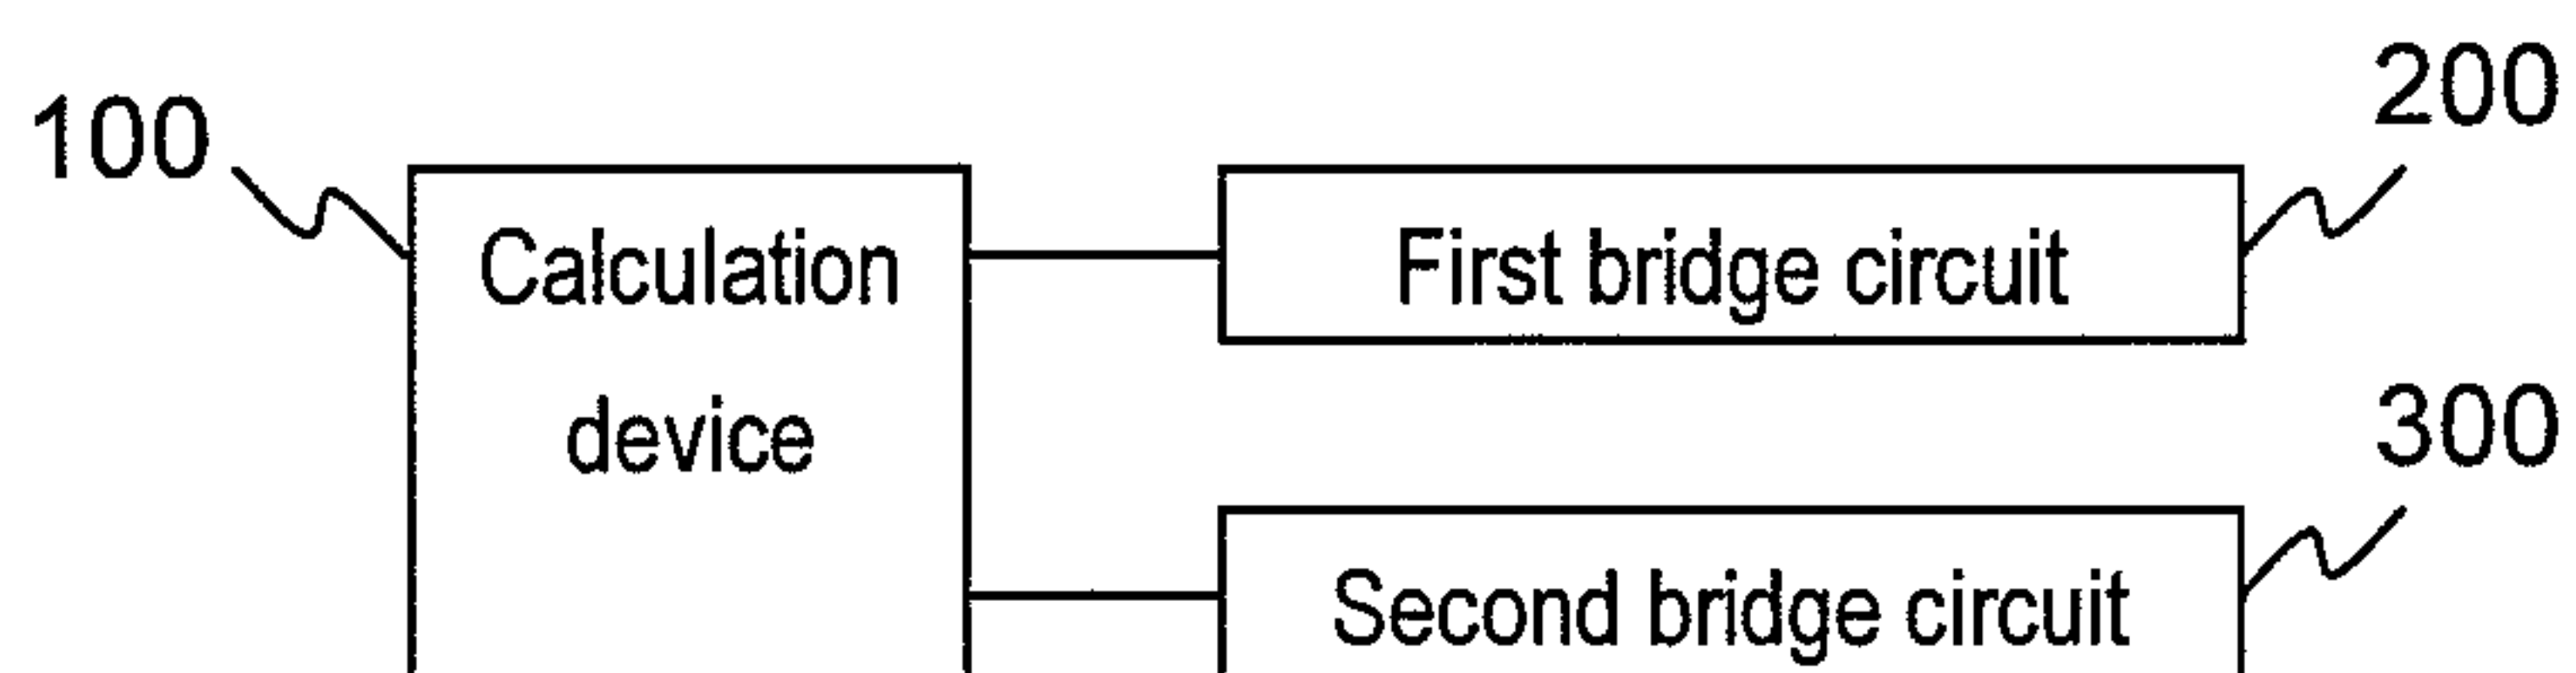 200
100
Calculation
device
First bridge circuit
300
Second bridge circuit